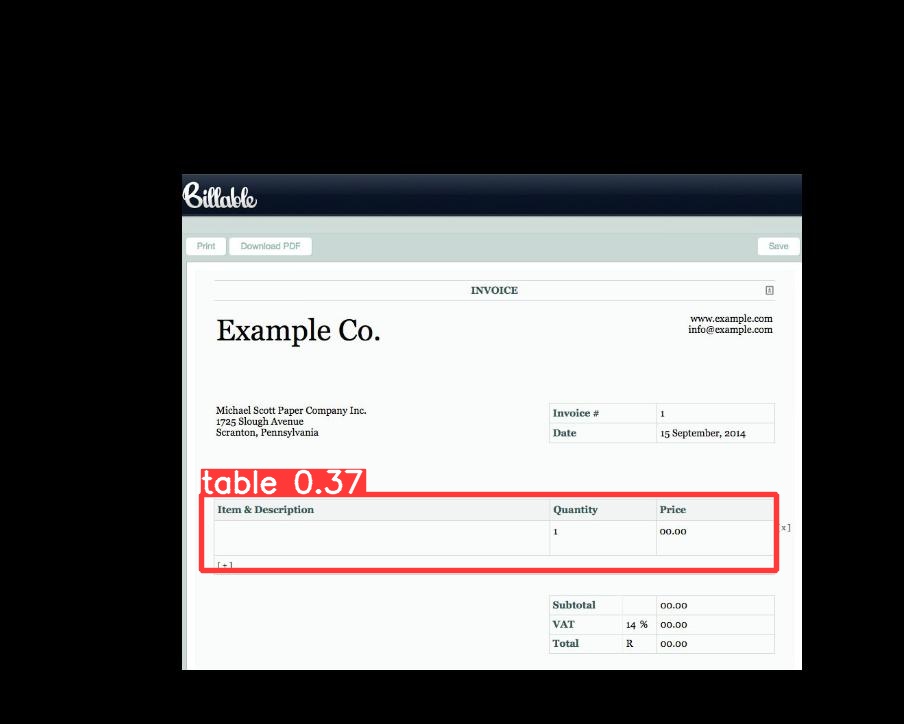 Billable
Print Download PDF Save
INVOICE
Example Co.
www.example.com
info@example.com
Michael Scott Paper Company Inc.
1725 Slough Avenue
Scranton, Pennsylvania
Invoice # 1
Date 15 September, 2014
table 0.37
Item & Description Quantity Price
1 00.00 [x]
[+]
Subtotal 00.00
VAT 14 % 00.00
Total R 00.00